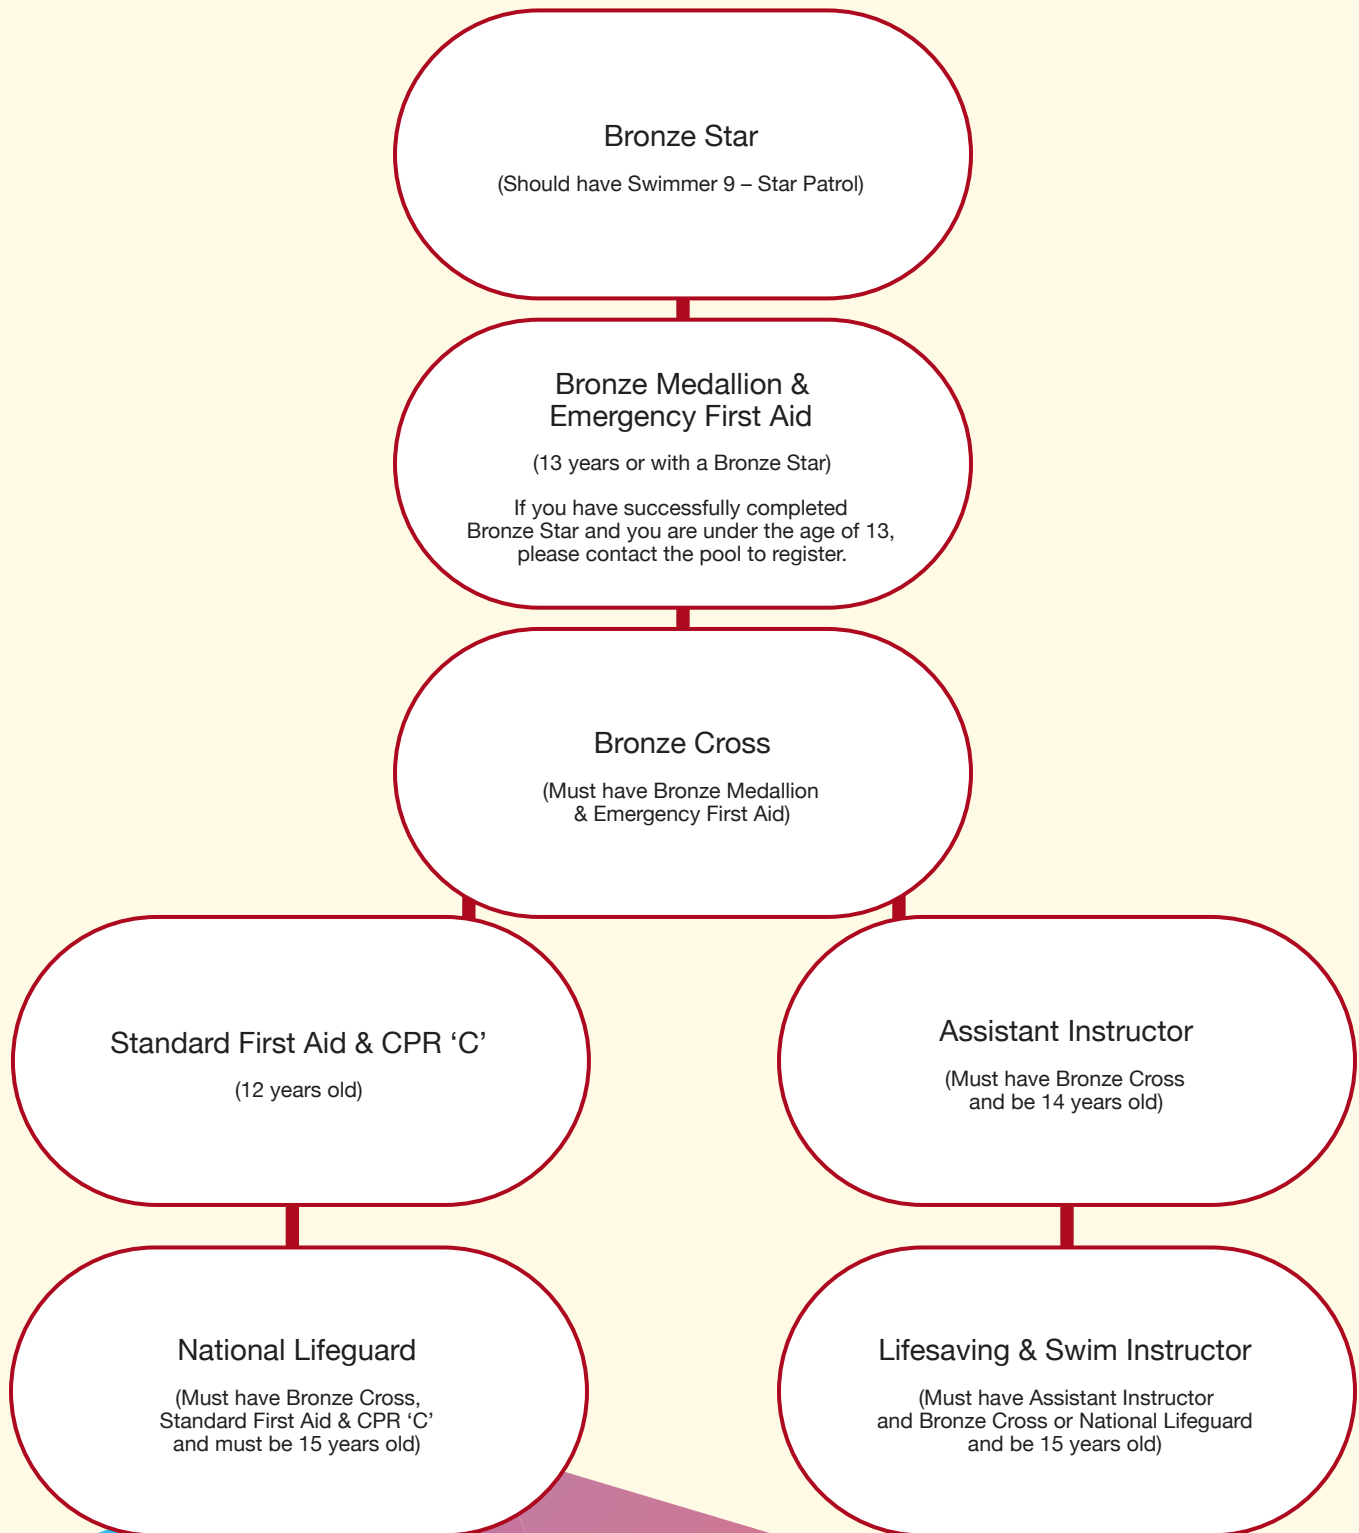 Bronze Star
(Should have Swimmer 9 – Star Patrol)
Bronze Medallion &
Emergency First Aid
(13 years or with a Bronze Star)
If you have successfully completed
Bronze Star and you are under the age of 13,
please contact the pool to register.
Bronze Cross
(Must have Bronze Medallion
& Emergency First Aid)
Standard First Aid & CPR ‘C’
(12 years old)
Assistant Instructor
(Must have Bronze Cross
and be 14 years old)
National Lifeguard
(Must have Bronze Cross,
Standard First Aid & CPR ‘C’
and must be 15 years old)
Lifesaving & Swim Instructor
(Must have Assistant Instructor
and Bronze Cross or National Lifeguard
and be 15 years old)